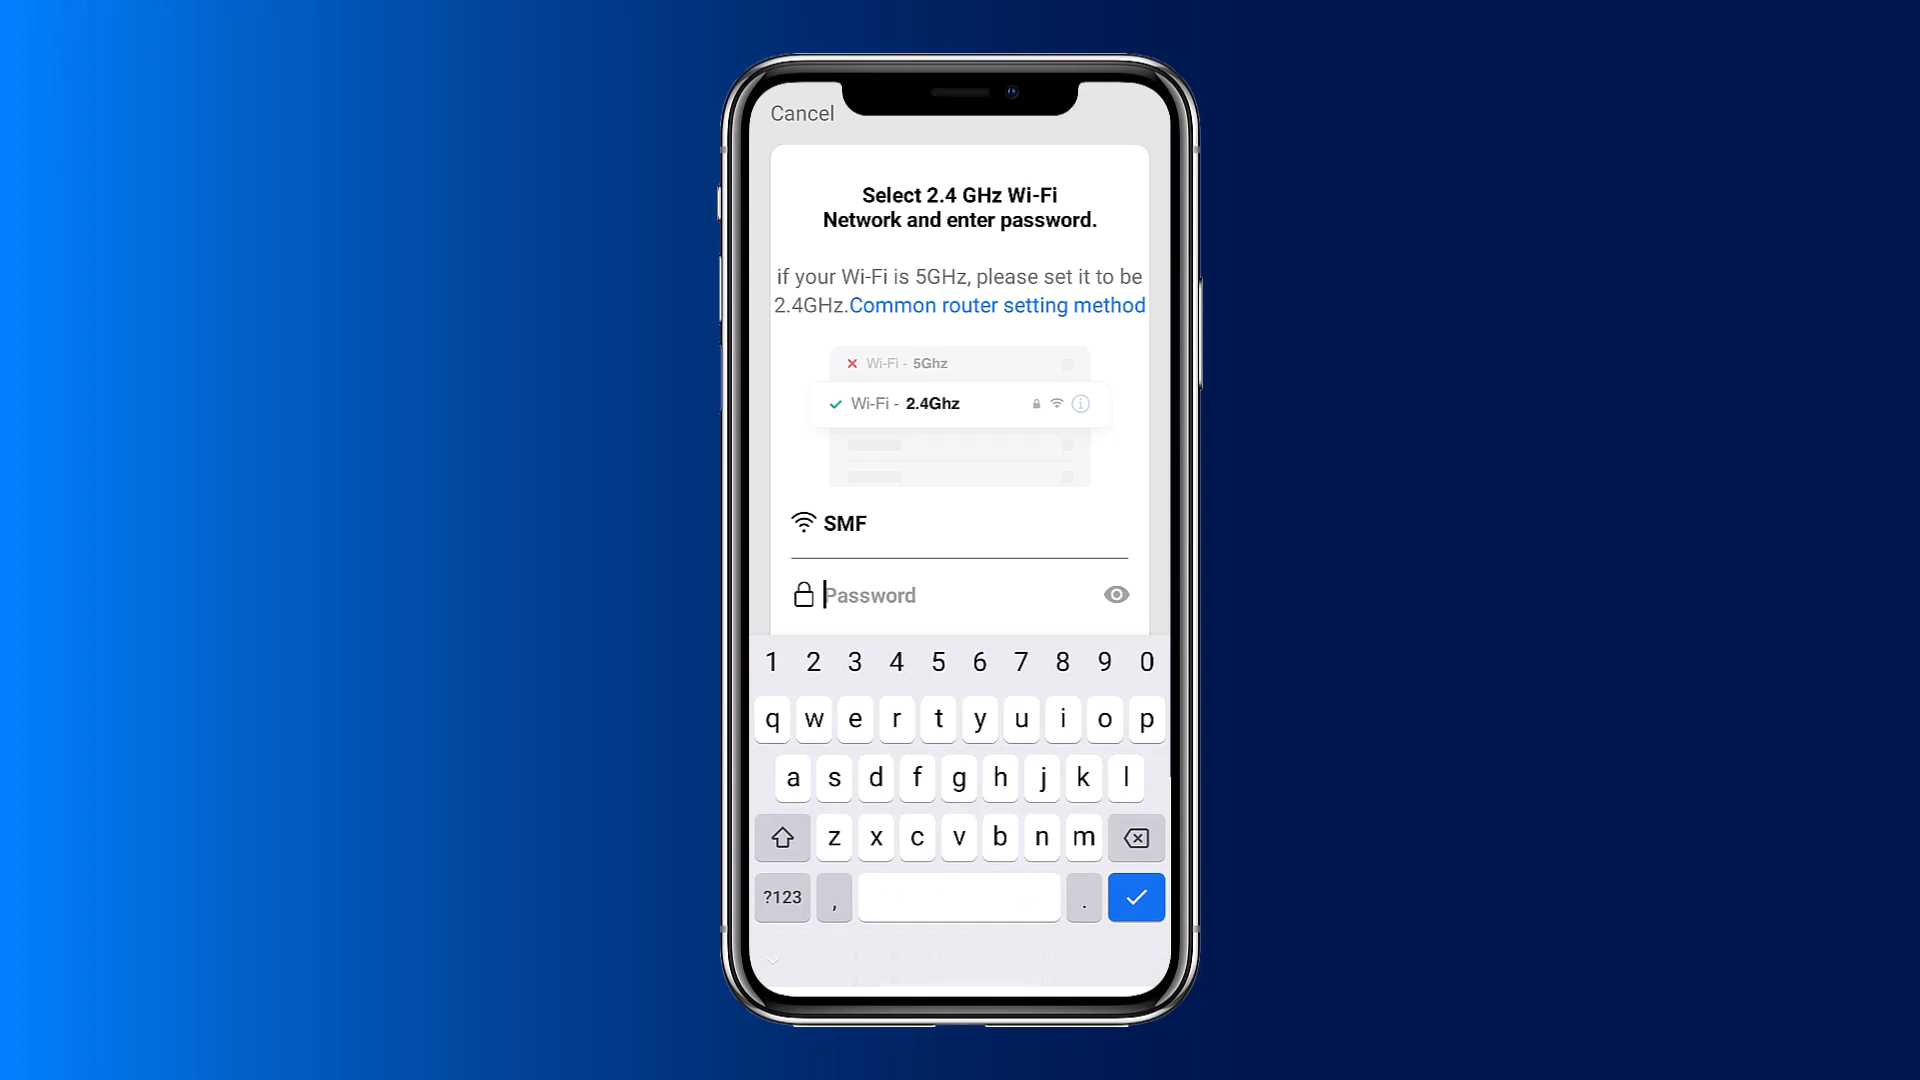 Cancel
Select 2.4 GHz Wi-Fi
Network and enter password.
if your Wi-Fi is 5GHz, please set it to be
2.4GHz.Common router setting method
Wi-Fi - 5Ghz
Wi-Fi - 2.4Ghz
SMF
Password
1 2 3 4 5 6 7 8 9 0
q w e r t y u i o p
a s d f g h j k l
z x c v b n m
?123 , .